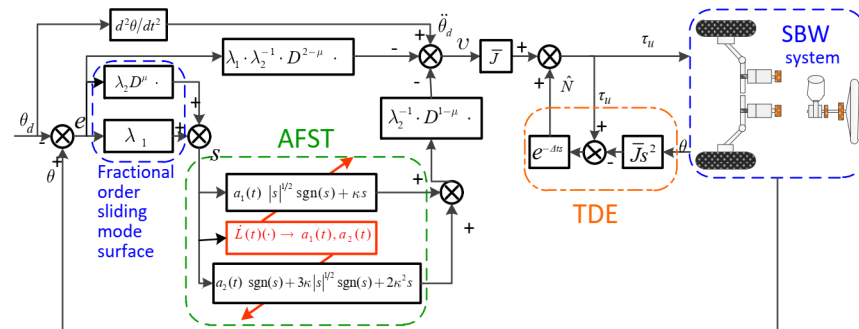 d²θ/dt²
+
θ̈_d
SBW
system
λ₁·λ₂⁻¹·D^{2−μ} ·
-
υ
J̄
+
τ_u
-
+
N̂
λ₂D^μ ·
τ_u
θ_d
e
+
λ₂⁻¹·D^{1−μ} ·
+
-
λ ₁
+
AFST
e^{−Δts}
-
J̄s²
θ
θ
s
Fractional
order
sliding
mode
surface
a₁(t) |s|^{1/2} sgn(s) + κs
+
TDE
L̇(t)(·) → a₁(t), a₂(t)
+
a₂(t) sgn(s) + 3κ|s|^{1/2} sgn(s) + 2κ²s
+